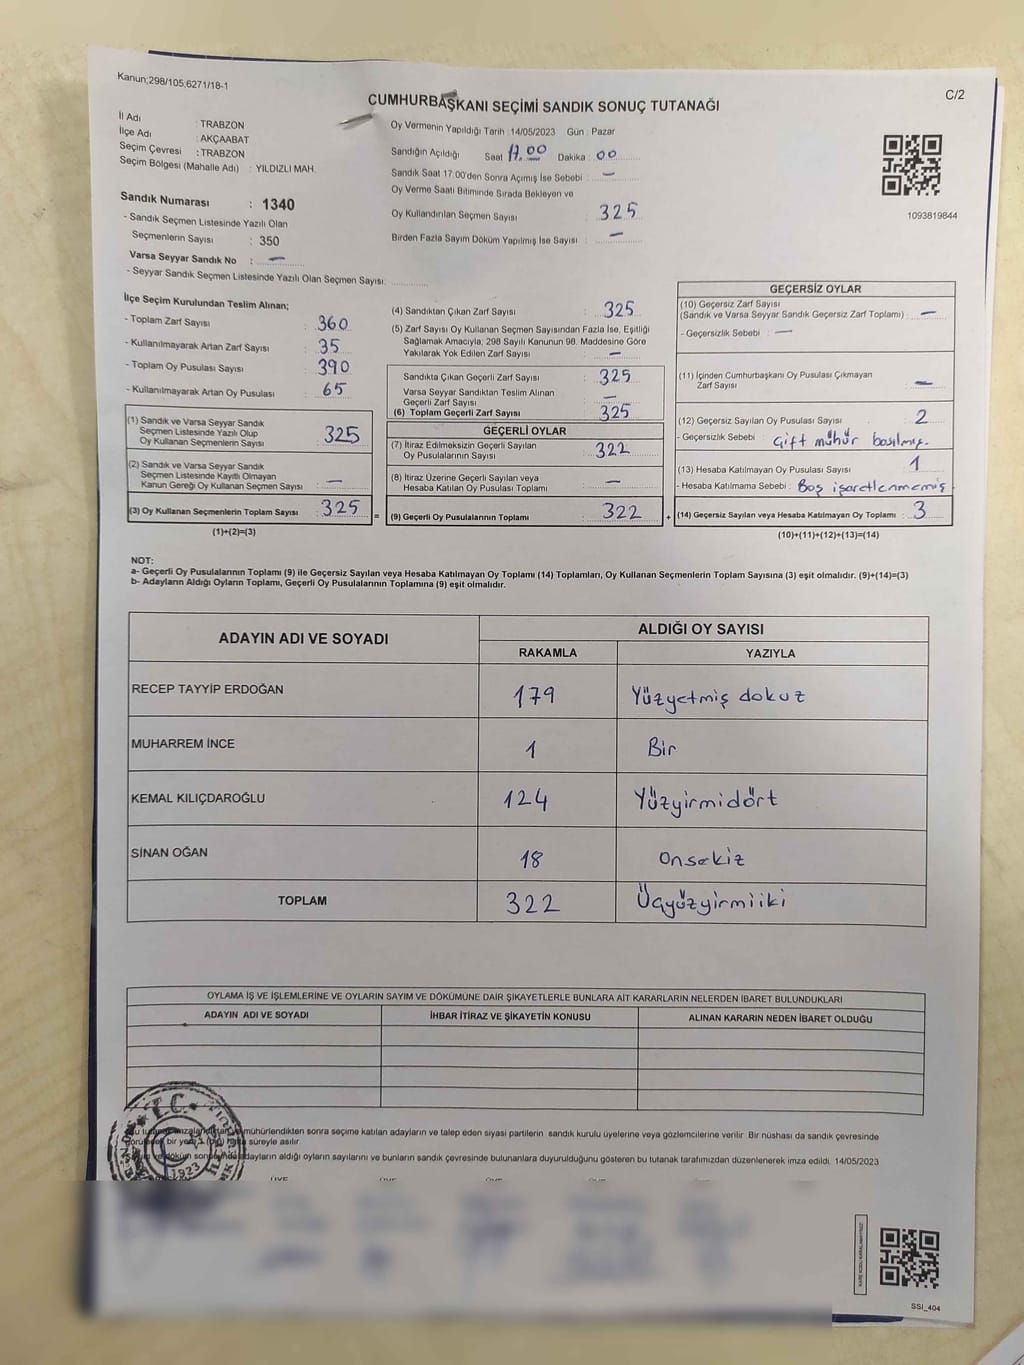 Kanun;298/105;6271/18-1
C/2
CUMHURBAŞKANI SEÇİMİ SANDIK SONUÇ TUTANAĞI
İl Adı : TRABZON
İlçe Adı : AKÇAABAT
Seçim Çevresi : TRABZON
Seçim Bölgesi (Mahalle Adı) : YILDIZLI MAH.
Sandık Numarası : 1340
- Sandık Seçmen Listesinde Yazılı Olan
Seçmenlerin Sayısı : 350
Varsa Seyyar Sandık No : –
- Seyyar Sandık Seçmen Listesinde Yazılı Olan Seçmen Sayısı:
Oy Vermenin Yapıldığı Tarih : 14/05/2023 Gün : Pazar
Sandığın Açıldığı Saat 17.00 Dakika : 00
Sandık Saat 17:00'den Sonra Açımış İse Sebebi : –
Oy Verme Saati Bitiminde Sırada Bekleyen ve
Oy Kullandırılan Seçmen Sayısı : 325
Birden Fazla Sayım Döküm Yapılmış İse Sayısı : –
1093819844
İlçe Seçim Kurulundan Teslim Alınan;
- Toplam Zarf Sayısı : 360
- Kullanılmayarak Artan Zarf Sayısı : 35
- Toplam Oy Pusulası Sayısı : 390
- Kullanılmayarak Artan Oy Pusulası : 65
(1) Sandık ve Varsa Seyyar Sandık
Seçmen Listesinde Yazılı Olup
Oy Kullanan Seçmenlerin Sayısı : 325
(2) Sandık ve Varsa Seyyar Sandık
Seçmen Listesinde Kayıtlı Olmayan
Kanun Gereği Oy Kullanan Seçmen Sayısı : –
(3) Oy Kullanan Seçmenlerin Toplam Sayısı : 325
(1)+(2)=(3)
=
(4) Sandıktan Çıkan Zarf Sayısı : 325
(5) Zarf Sayısı Oy Kullanan Seçmen Sayısından Fazla İse, Eşitliği
Sağlamak Amacıyla, 298 Sayılı Kanunun 98. Maddesine Göre
Yakılarak Yok Edilen Zarf Sayısı : –
Sandıkta Çıkan Geçerli Zarf Sayısı : 325
Varsa Seyyar Sandıktan Teslim Alınan
Geçerli Zarf Sayısı : –
(6) Toplam Geçerli Zarf Sayısı : 325
GEÇERLİ OYLAR
(7) İtiraz Edilmeksizin Geçerli Sayılan
Oy Pusulalarının Sayısı : 322
(8) İtiraz Üzerine Geçerli Sayılan veya
Hesaba Katılan Oy Pusulası Toplamı : –
(9) Geçerli Oy Pusulalarının Toplamı : 322
+
GEÇERSİZ OYLAR
(10) Geçersiz Zarf Sayısı
(Sandık ve Varsa Seyyar Sandık Geçersiz Zarf Toplamı) : –
- Geçersizlik Sebebi : –
(11) İçinden Cumhurbaşkanı Oy Pusulası Çıkmayan
Zarf Sayısı : –
(12) Geçersiz Sayılan Oy Pusulası Sayısı : 2
- Geçersizlik Sebebi : Çift mühür basılmış.
(13) Hesaba Katılmayan Oy Pusulası Sayısı : 1
- Hesaba Katılmama Sebebi : Boş işaretlenmemiş
(14) Geçersiz Sayılan veya Hesaba Katılmayan Oy Toplamı : 3
(10)+(11)+(12)+(13)=(14)
NOT:
a- Geçerli Oy Pusulalarının Toplamı (9) ile Geçersiz Sayılan veya Hesaba Katılmayan Oy Toplamı (14) Toplamları, Oy Kullanan Seçmenlerin Toplam Sayısına (3) eşit olmalıdır. (9)+(14)=(3)
b- Adayların Aldığı Oyların Toplamı, Geçerli Oy Pusulalarının Toplamına (9) eşit olmalıdır.
ADAYIN ADI VE SOYADI ALDIĞI OY SAYISI
RAKAMLA YAZIYLA
RECEP TAYYİP ERDOĞAN 179 Yüzyetmiş dokuz
MUHARREM İNCE 1 Bir
KEMAL KILIÇDAROĞLU 124 Yüzyirmidört
SİNAN OĞAN 18 Onsekiz
TOPLAM 322 Üçyüzyirmiiki
OYLAMA İŞ VE İŞLEMLERİNE VE OYLARIN SAYIM VE DÖKÜMÜNE DAİR ŞİKAYETLERLE BUNLARA AİT KARARLARIN NELERDEN İBARET BULUNDUKLARI
ADAYIN ADI VE SOYADI İHBAR İTİRAZ VE ŞİKAYETİN KONUSU ALINAN KARARIN NEDEN İBARET OLDUĞU
T.C.
1923
mühürlendikten sonra seçime katılan adayların ve talep eden siyasi partilerin sandık kurulu üyelerine veya gözlemcilerine verilir. Bir nüshası da sandık çevresinde
bir yere süreyle asılır.
adayların aldığı oyların sayılarını ve bunların sandık çevresinde bulunanlara duyurulduğunu gösteren bu tutanak tarafımızdan düzenlenerek imza edildi. 14/05/2023
ÜYE ÜYE ÜYE ÜYE
SSİ_404